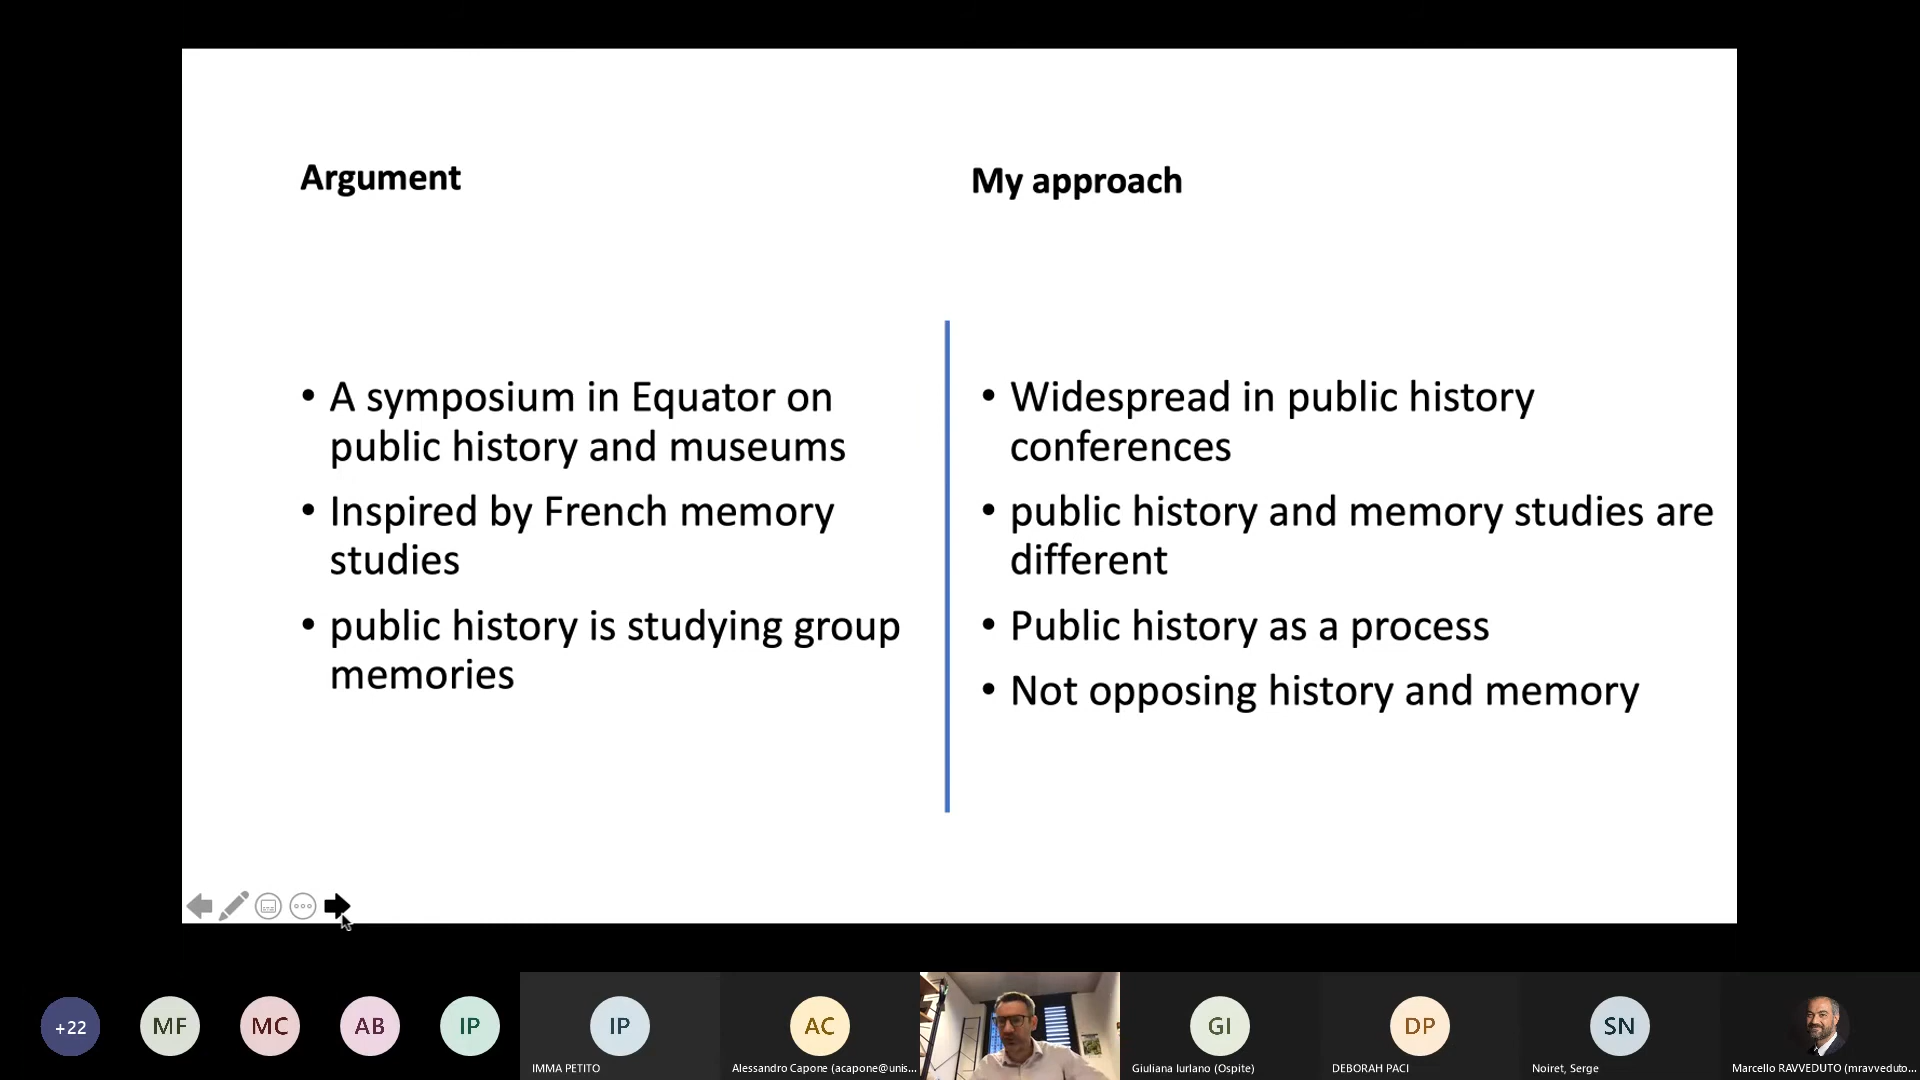 Argument
My approach
• A symposium in Equator on
public history and museums
• Inspired by French memory
studies
• public history is studying group
memories
• Widespread in public history
conferences
• public history and memory studies are
different
• Public history as a process
• Not opposing history and memory
+22
MF
MC
AB
IP
IP
IMMA PETITO
AC
Alessandro Capone (acapone@unis...
GI
Giuliana Iurlano (Ospite)
DP
DEBORAH PACI
SN
Noiret, Serge
Marcello RAVVEDUTO (mravveduto...